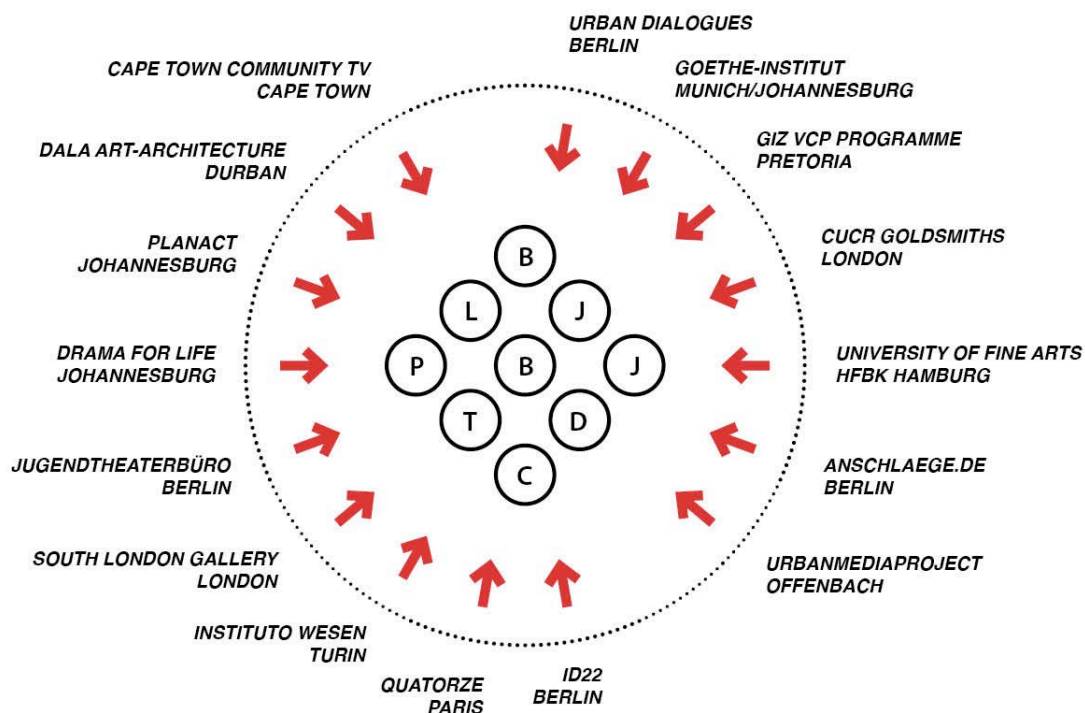 URBAN DIALOGUES
BERLIN
GOETHE-INSTITUT
MUNICH/JOHANNESBURG
GIZ VCP PROGRAMME
PRETORIA
CUCR GOLDSMITHS
LONDON
UNIVERSITY OF FINE ARTS
HFBK HAMBURG
ANSCHLAEGE.DE
BERLIN
URBANMEDIAPROJECT
OFFENBACH
ID22
BERLIN
QUATORZE
PARIS
INSTITUTO WESEN
TURIN
SOUTH LONDON GALLERY
LONDON
JUGENDTHEATERBÜRO
BERLIN
DRAMA FOR LIFE
JOHANNESBURG
PLANACT
JOHANNESBURG
DALA ART-ARCHITECTURE
DURBAN
CAPE TOWN COMMUNITY TV
CAPE TOWN
B
L J
P B J
T D
C